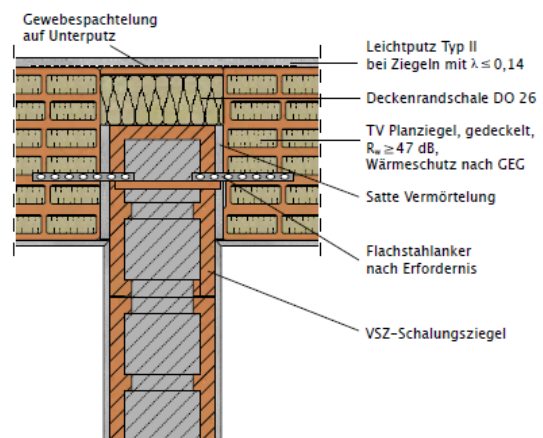 Gewebespachtelung
auf Unterputz
Leichtputz Typ II
bei Ziegeln mit λ ≤ 0,14
Deckenrandschale DO 26
TV Planziegel, gedeckelt,
Rw ≥ 47 dB,
Wärmeschutz nach GEG
Satte Vermörtelung
Flachstahlanker
nach Erfordernis
VSZ-Schalungsziegel